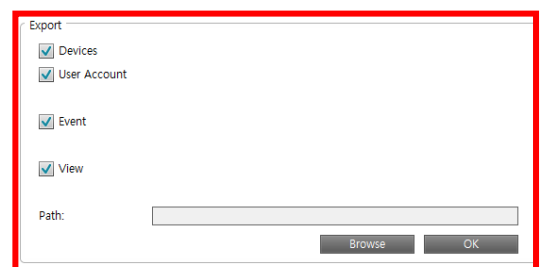 Export
Devices
User Account
Event
View
Path:
Browse OK